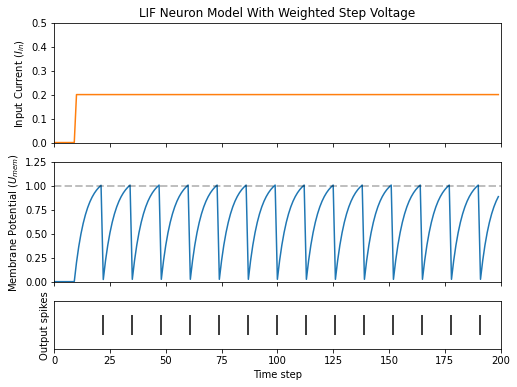 LIF Neuron Model With Weighted Step Voltage
Input Current (I_in)
0.5
0.4
0.3
0.2
0.1
0.0
Membrane Potential (U_mem)
1.25
1.00
0.75
0.50
0.25
0.00
Output spikes
0 25 50 75 100 125 150 175 200
Time step